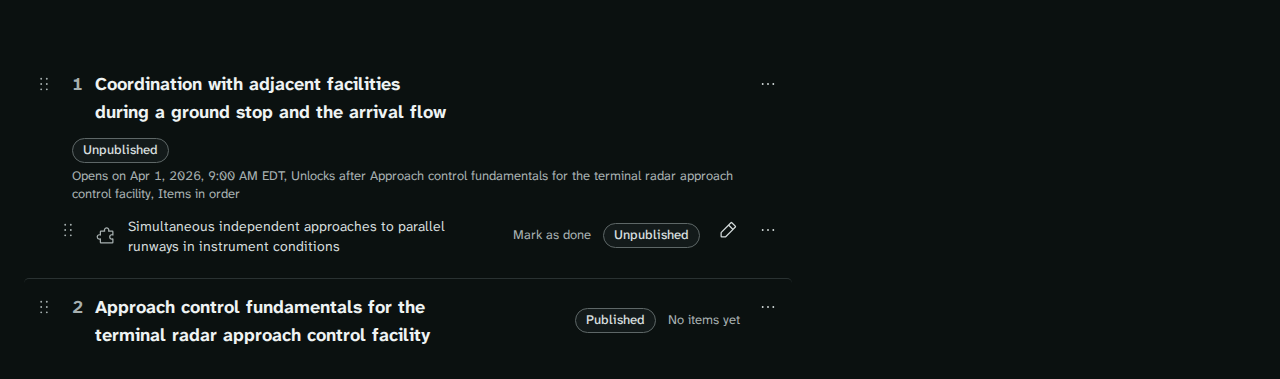 1 Coordination with adjacent facilities
during a ground stop and the arrival flow
Unpublished
Opens on Apr 1, 2026, 9:00 AM EDT, Unlocks after Approach control fundamentals for the terminal radar approach
control facility, Items in order
Simultaneous independent approaches to parallel
runways in instrument conditions
Mark as done
Unpublished
2 Approach control fundamentals for the
terminal radar approach control facility
Published
No items yet